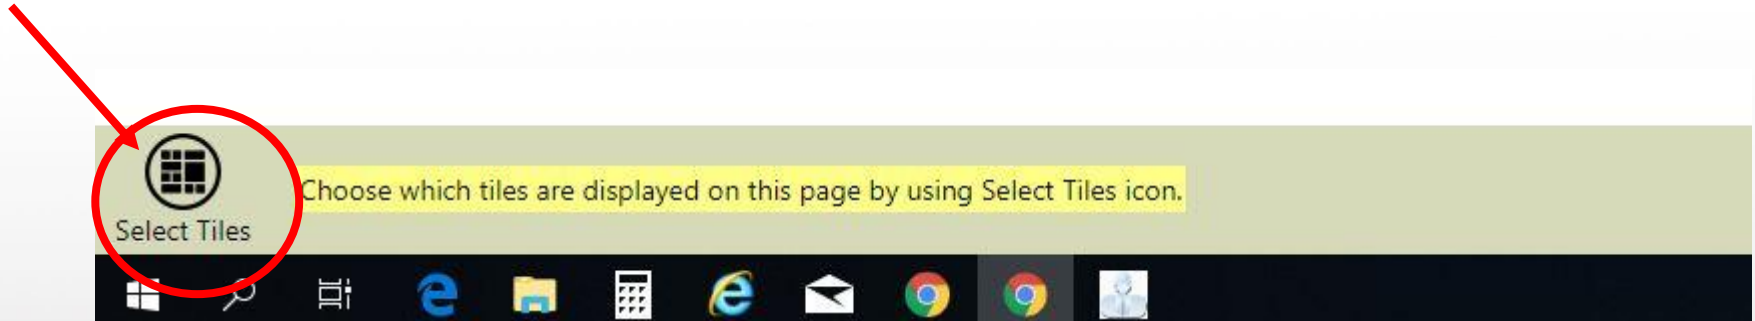 Choose which tiles are displayed on this page by using Select Tiles icon.
Select Tiles